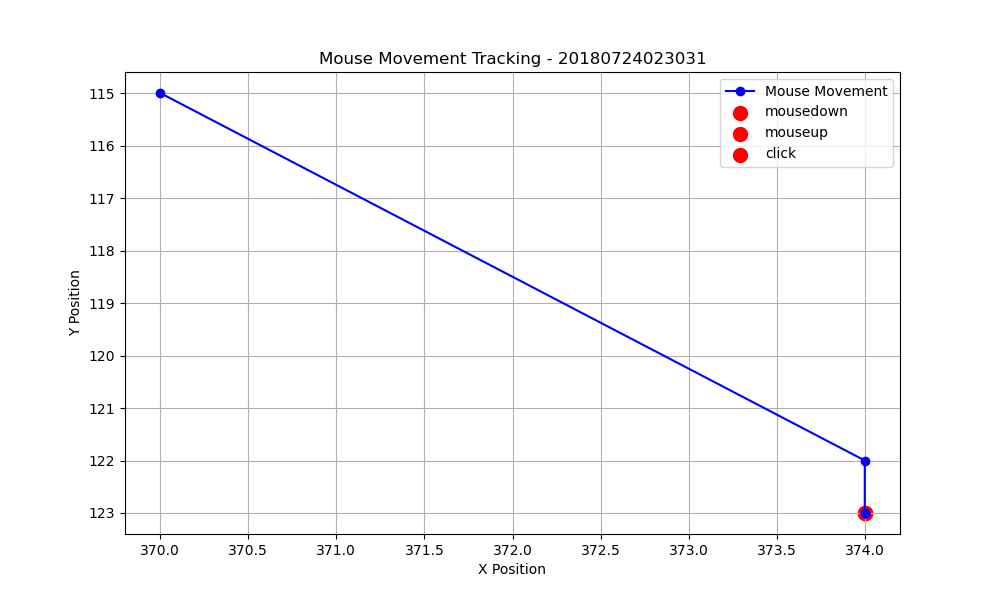 Mouse Movement Tracking - 20180724023031
Mouse Movement
mousedown
mouseup
click
115
116
117
118
119
120
121
122
123
Y Position
370.0 370.5 371.0 371.5 372.0 372.5 373.0 373.5 374.0
X Position